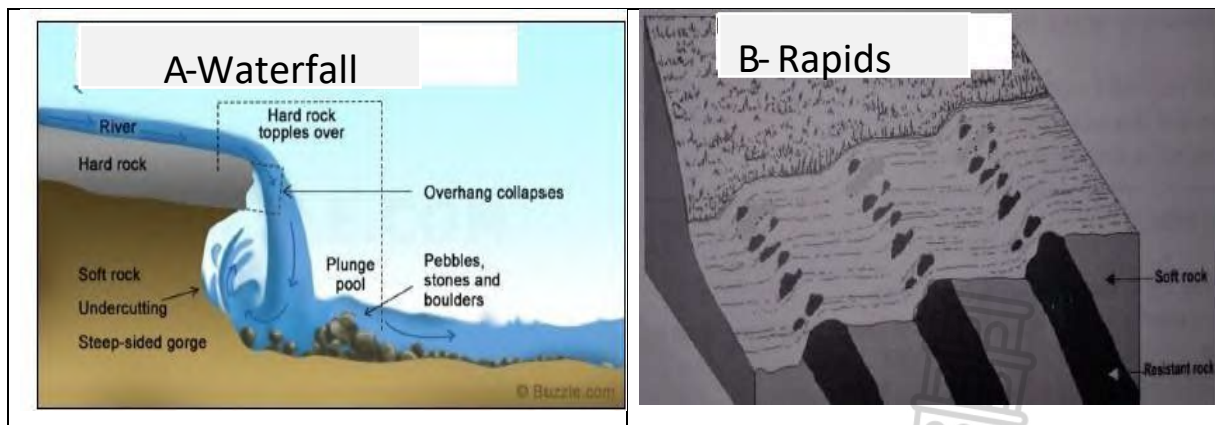 A-Waterfall
Hard rock
topples over
River
Hard rock
Overhang collapses
Soft rock
Undercutting
Steep-sided gorge
Plunge
pool
Pebbles,
stones and
boulders
© Buzzle.com
B- Rapids
Soft rock
Resistant rock